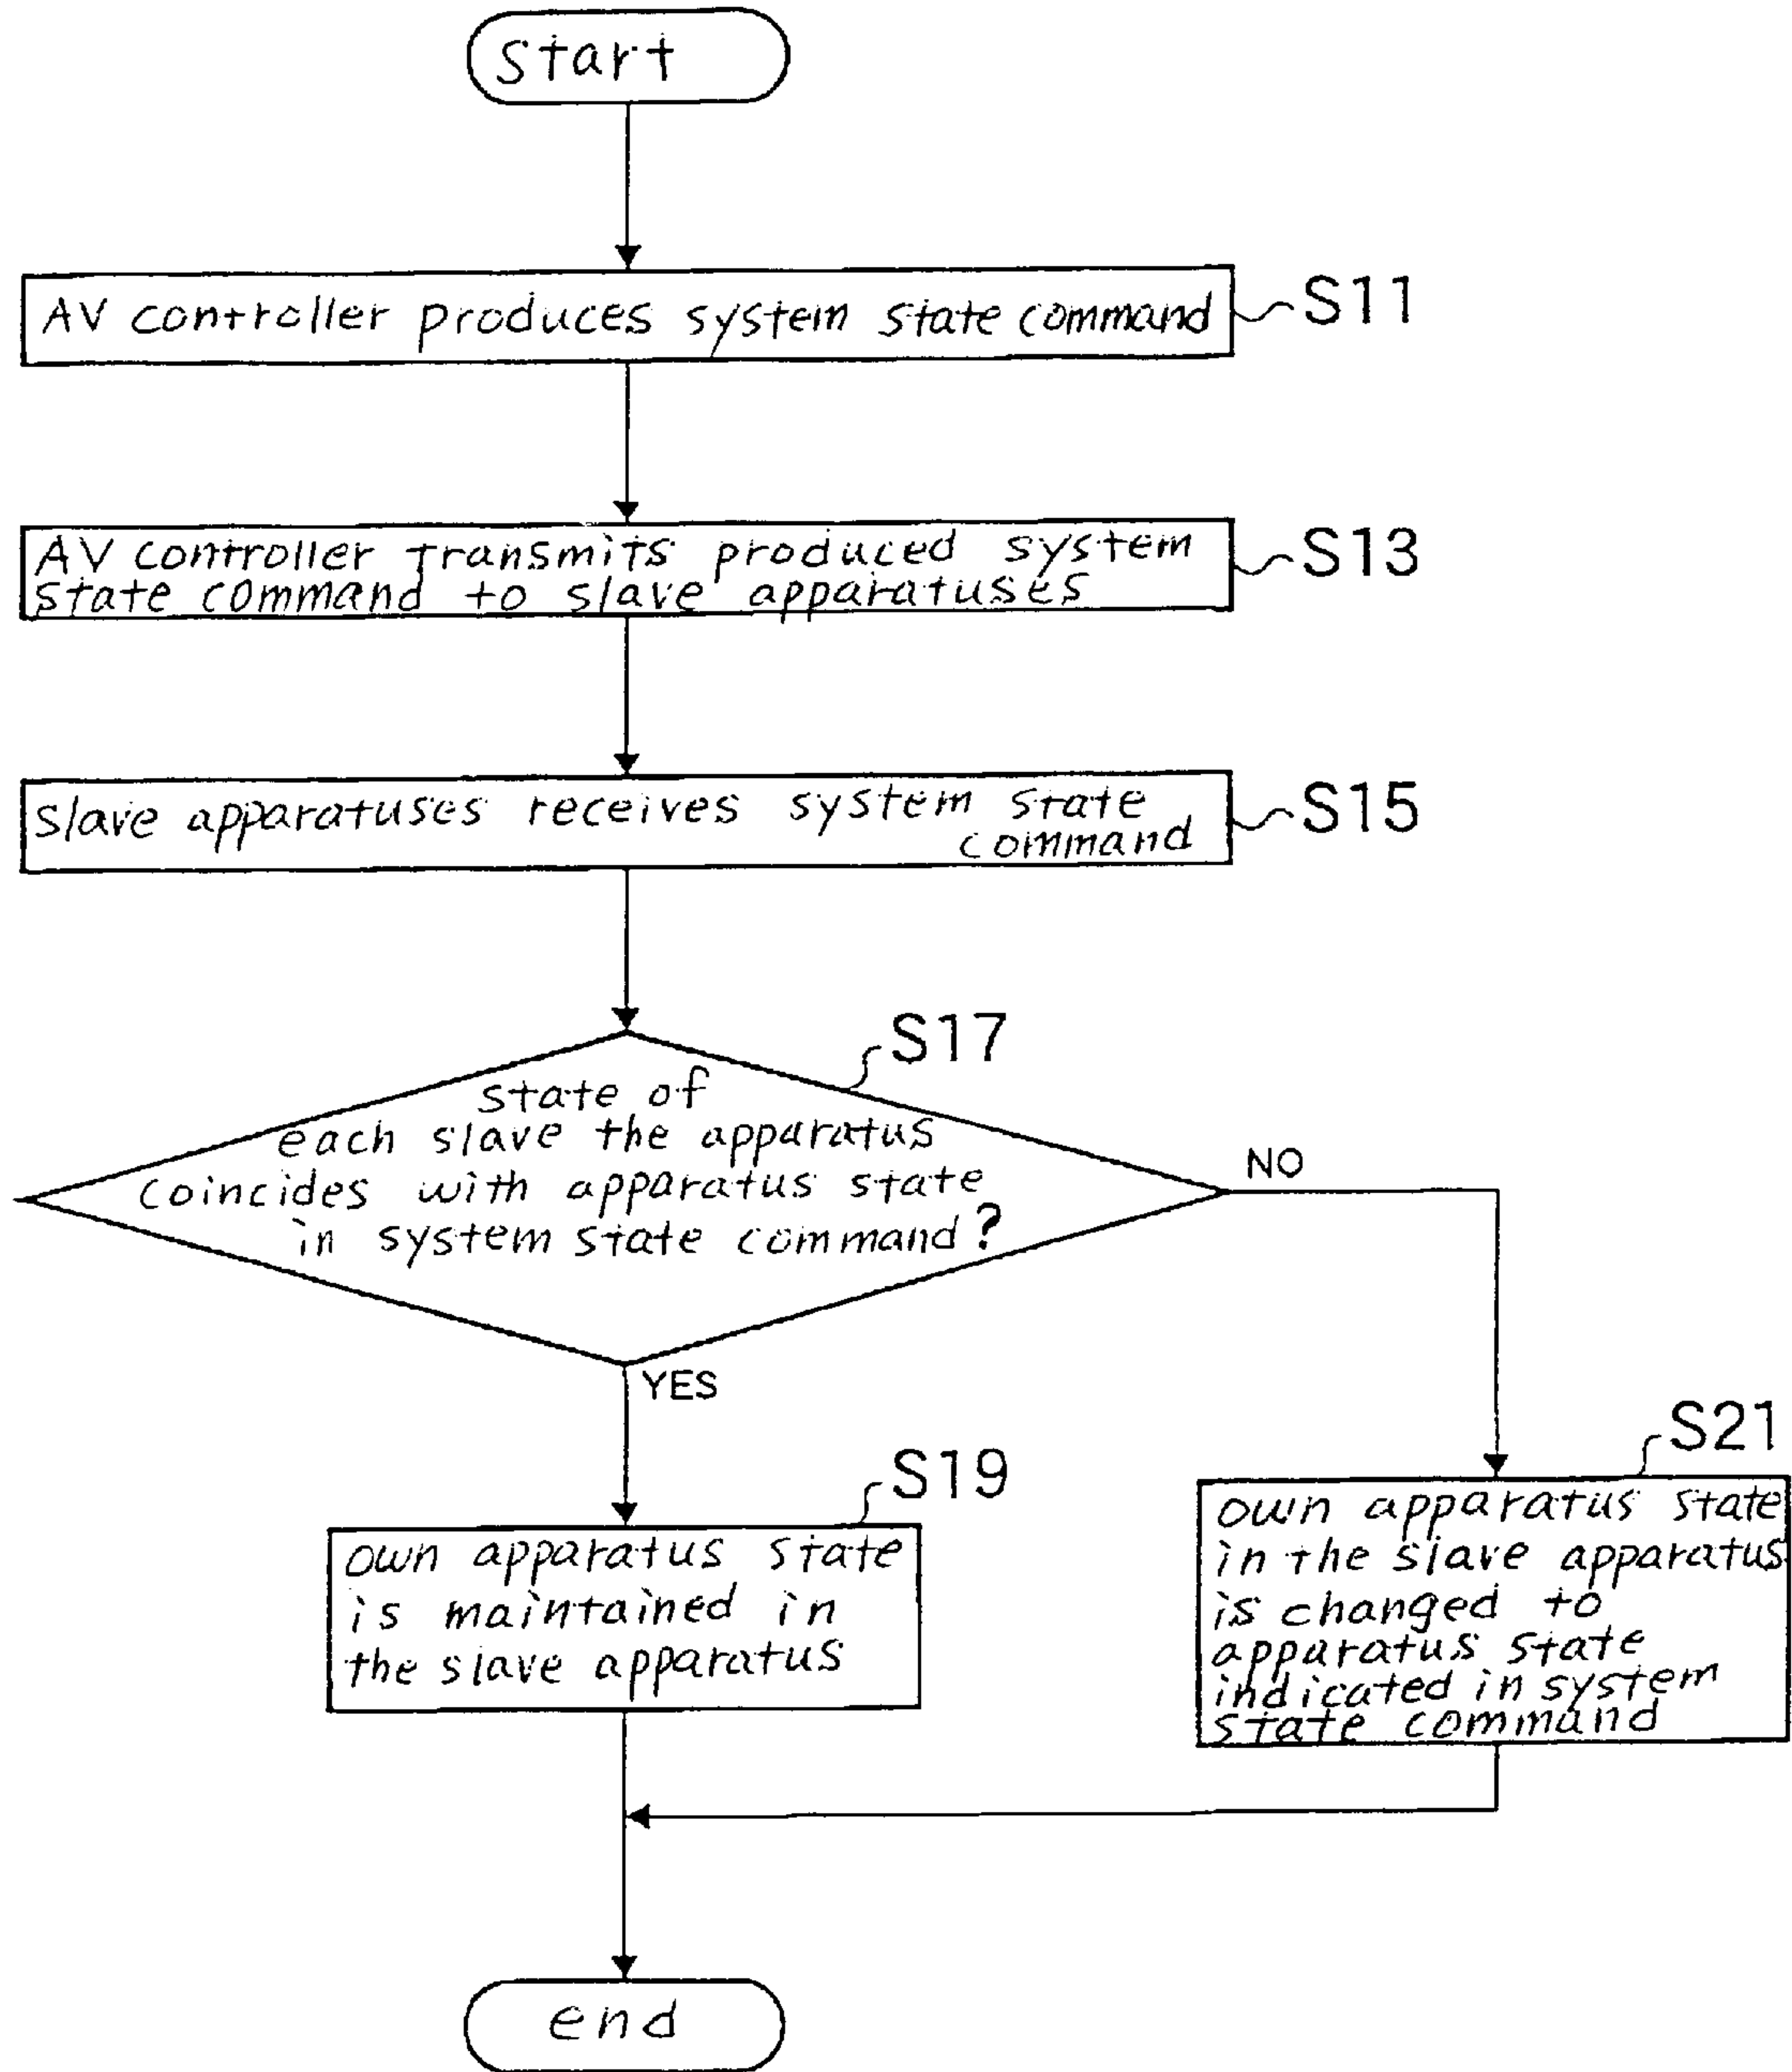 start
AV controller produces system state command
S11
AV controller transmits produced system
state command to slave apparatuses
S13
slave apparatuses receives system state
command
S15
S17
state of
each slave the apparatus
coincides with apparatus state
in system state command?
NO
YES
S19
own apparatus state
is maintained in
the slave apparatus
S21
own apparatus state
in the slave apparatus
is changed to
apparatus state
indicated in system
state command
end